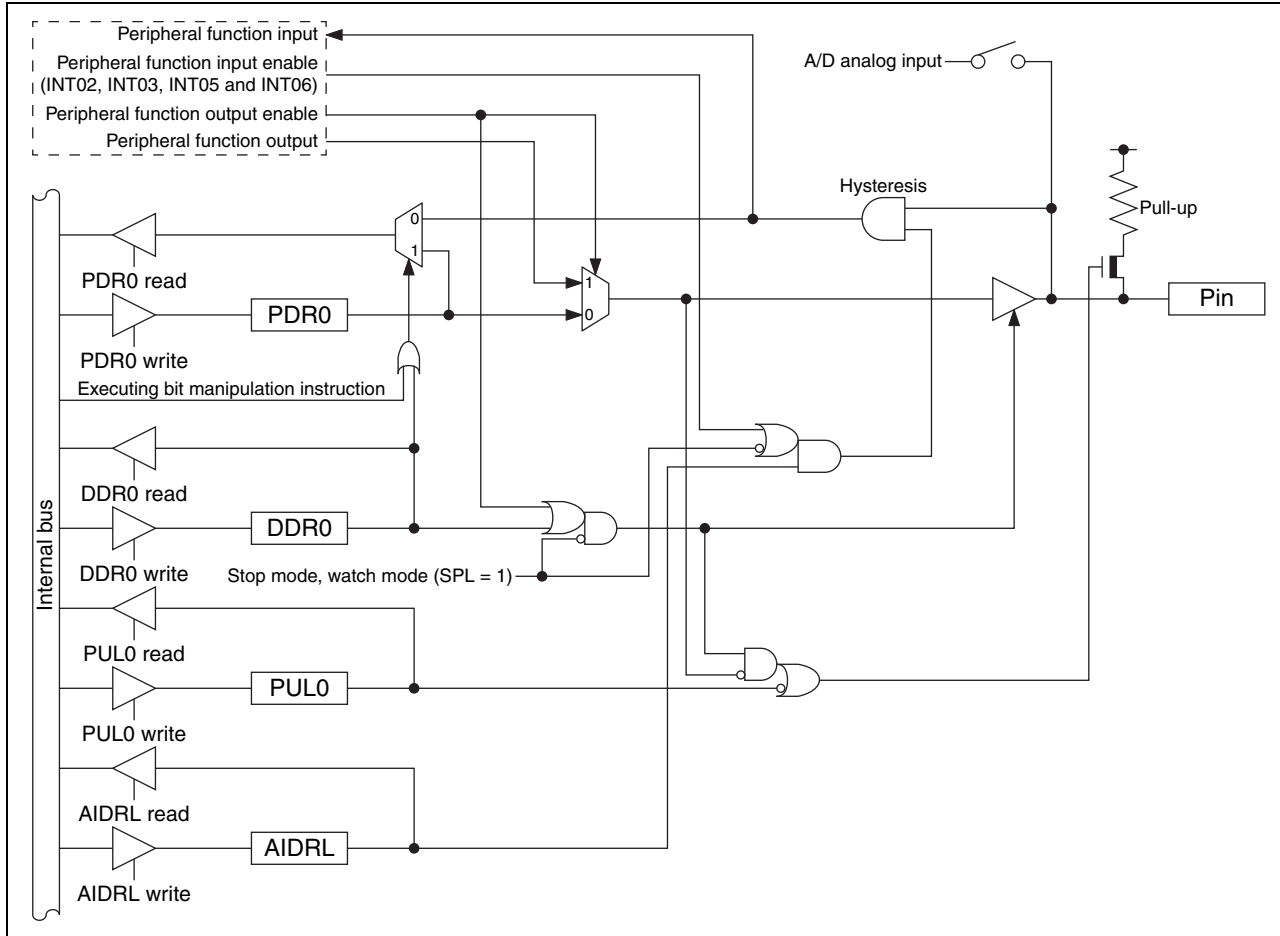 Peripheral function input
Peripheral function input enable
(INT02, INT03, INT05 and INT06)
Peripheral function output enable
Peripheral function output
A/D analog input
Hysteresis
Pull-up
0
1
PDR0 read
1
0
PDR0
Pin
PDR0 write
Executing bit manipulation instruction
DDR0 read
DDR0
DDR0 write
Stop mode, watch mode (SPL = 1)
Internal bus
PUL0 read
PUL0
PUL0 write
AIDRL read
AIDRL
AIDRL write